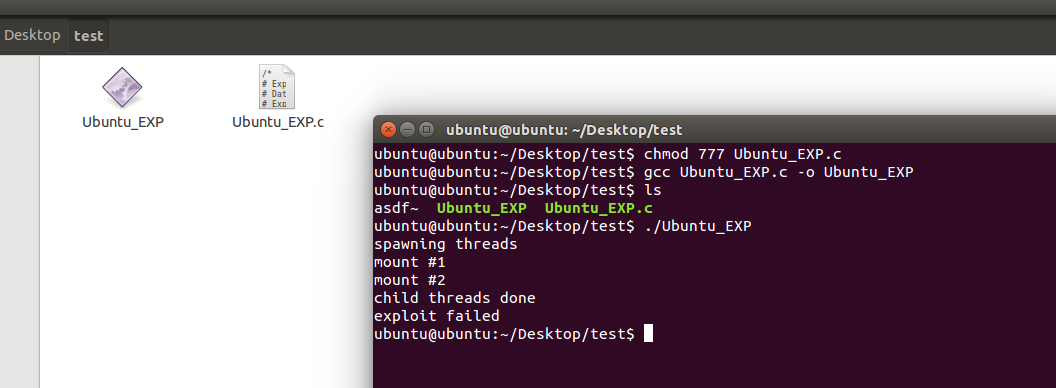 Desktop test
/*
# Exp
# Dat
# Exp
Ubuntu_EXP Ubuntu_EXP.c
ubuntu@ubuntu: ~/Desktop/test
ubuntu@ubuntu:~/Desktop/test$ chmod 777 Ubuntu_EXP.c
ubuntu@ubuntu:~/Desktop/test$ gcc Ubuntu_EXP.c -o Ubuntu_EXP
ubuntu@ubuntu:~/Desktop/test$ ls
asdf~ Ubuntu_EXP Ubuntu_EXP.c
ubuntu@ubuntu:~/Desktop/test$ ./Ubuntu_EXP
spawning threads
mount #1
mount #2
child threads done
exploit failed
ubuntu@ubuntu:~/Desktop/test$